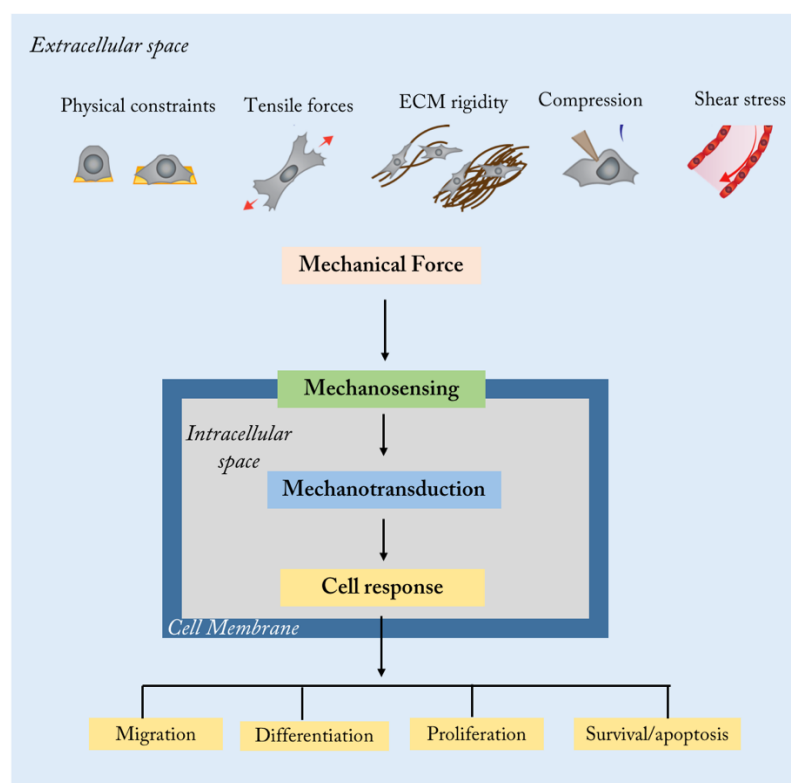 Extracellular space
Physical constraints
Tensile forces
ECM rigidity
Compression
Shear stress
Mechanical Force
Mechanosensing
Intracellular
space
Mechanotransduction
Cell response
Cell Membrane
Migration
Differentiation
Proliferation
Survival/apoptosis